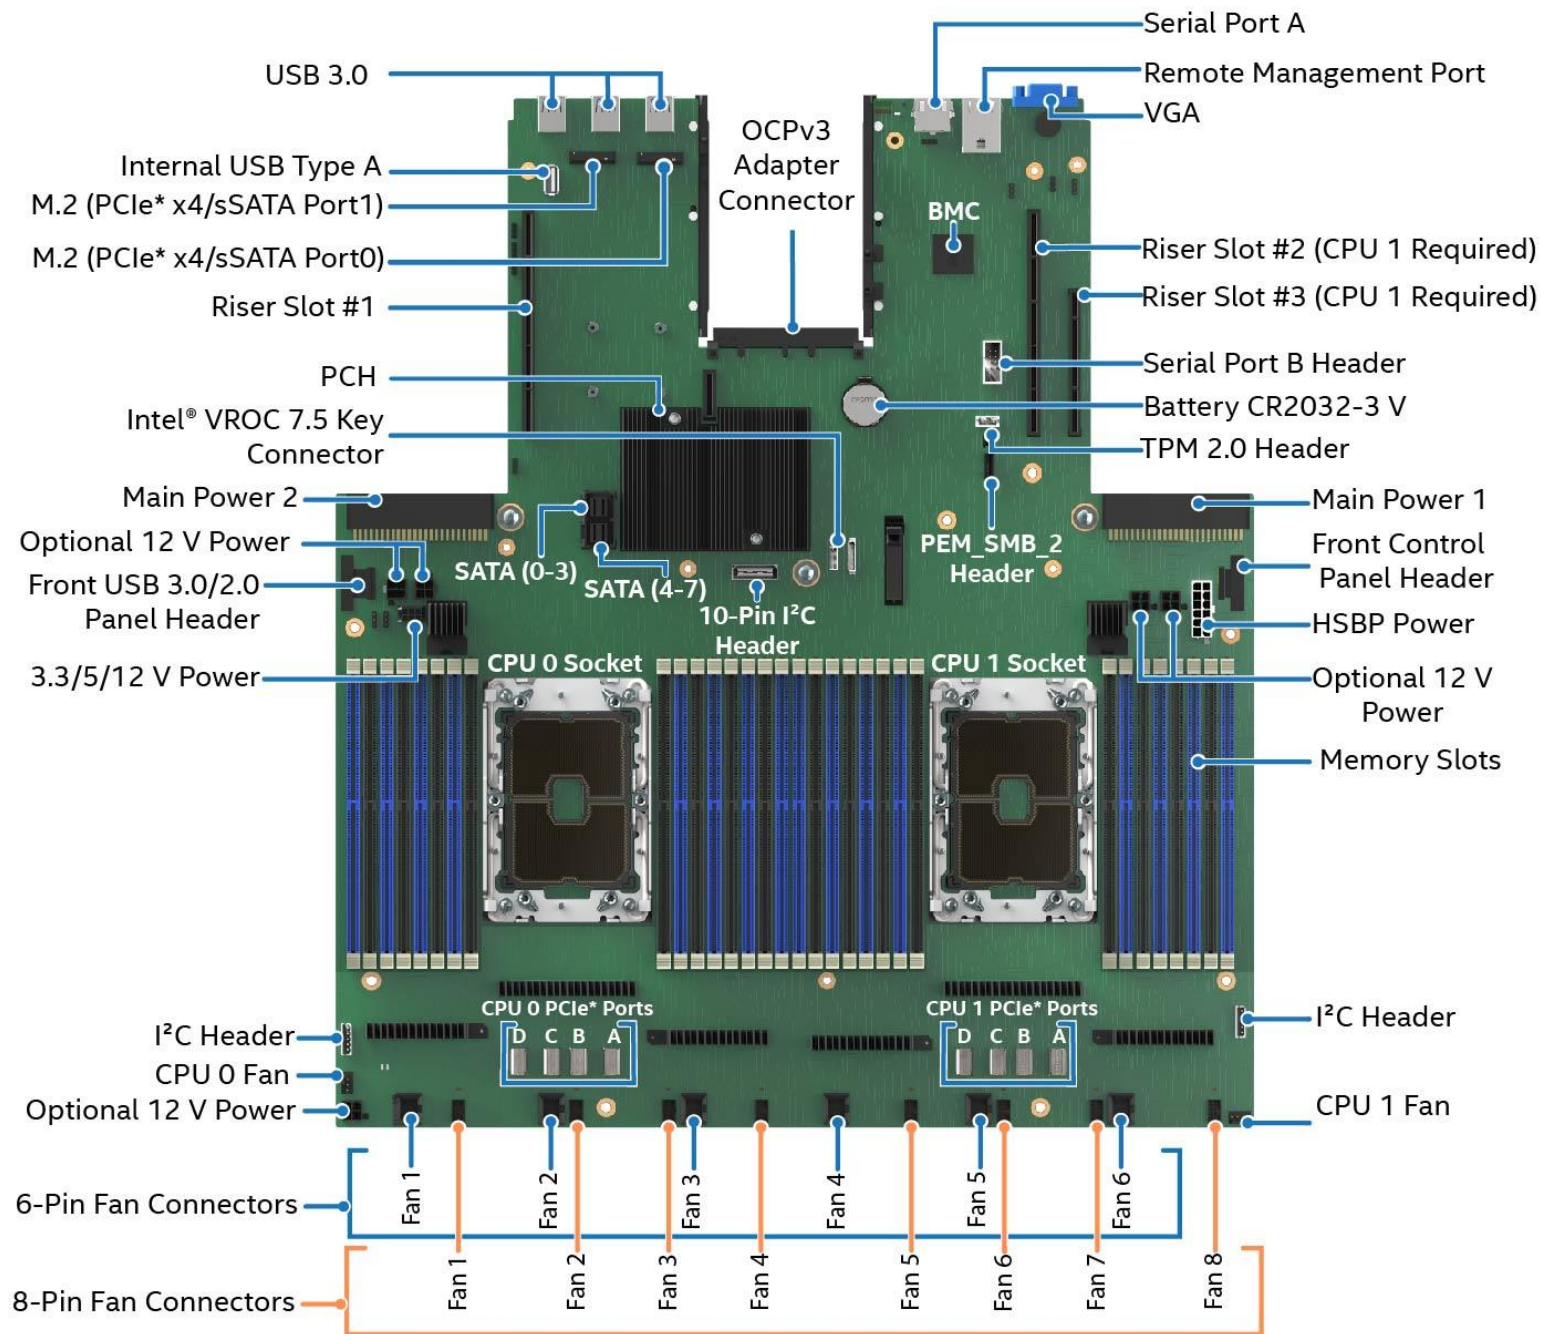 Serial Port A
USB 3.0
Remote Management Port
VGA
OCPv3
Adapter
Connector
Internal USB Type A
M.2 (PCIe* x4/sSATA Port1)
BMC
M.2 (PCIe* x4/sSATA Port0)
Riser Slot #2 (CPU 1 Required)
Riser Slot #1
Riser Slot #3 (CPU 1 Required)
PCH
Serial Port B Header
Intel® VROC 7.5 Key
Connector
Battery CR2032-3 V
TPM 2.0 Header
Main Power 2
Main Power 1
Optional 12 V Power
SATA (0-3)
SATA (4-7)
PEM_SMB_2
Header
Front Control
Panel Header
Front USB 3.0/2.0
Panel Header
10-Pin I²C
Header
HSBP Power
3.3/5/12 V Power
CPU 0 Socket
CPU 1 Socket
Optional 12 V
Power
Memory Slots
CPU 0 PCIe* Ports
D C B A
CPU 1 PCIe* Ports
D C B A
I²C Header
I²C Header
CPU 0 Fan
Optional 12 V Power
CPU 1 Fan
6-Pin Fan Connectors
Fan 1
Fan 2
Fan 3
Fan 4
Fan 5
Fan 6
8-Pin Fan Connectors
Fan 1
Fan 2
Fan 3
Fan 4
Fan 5
Fan 6
Fan 7
Fan 8